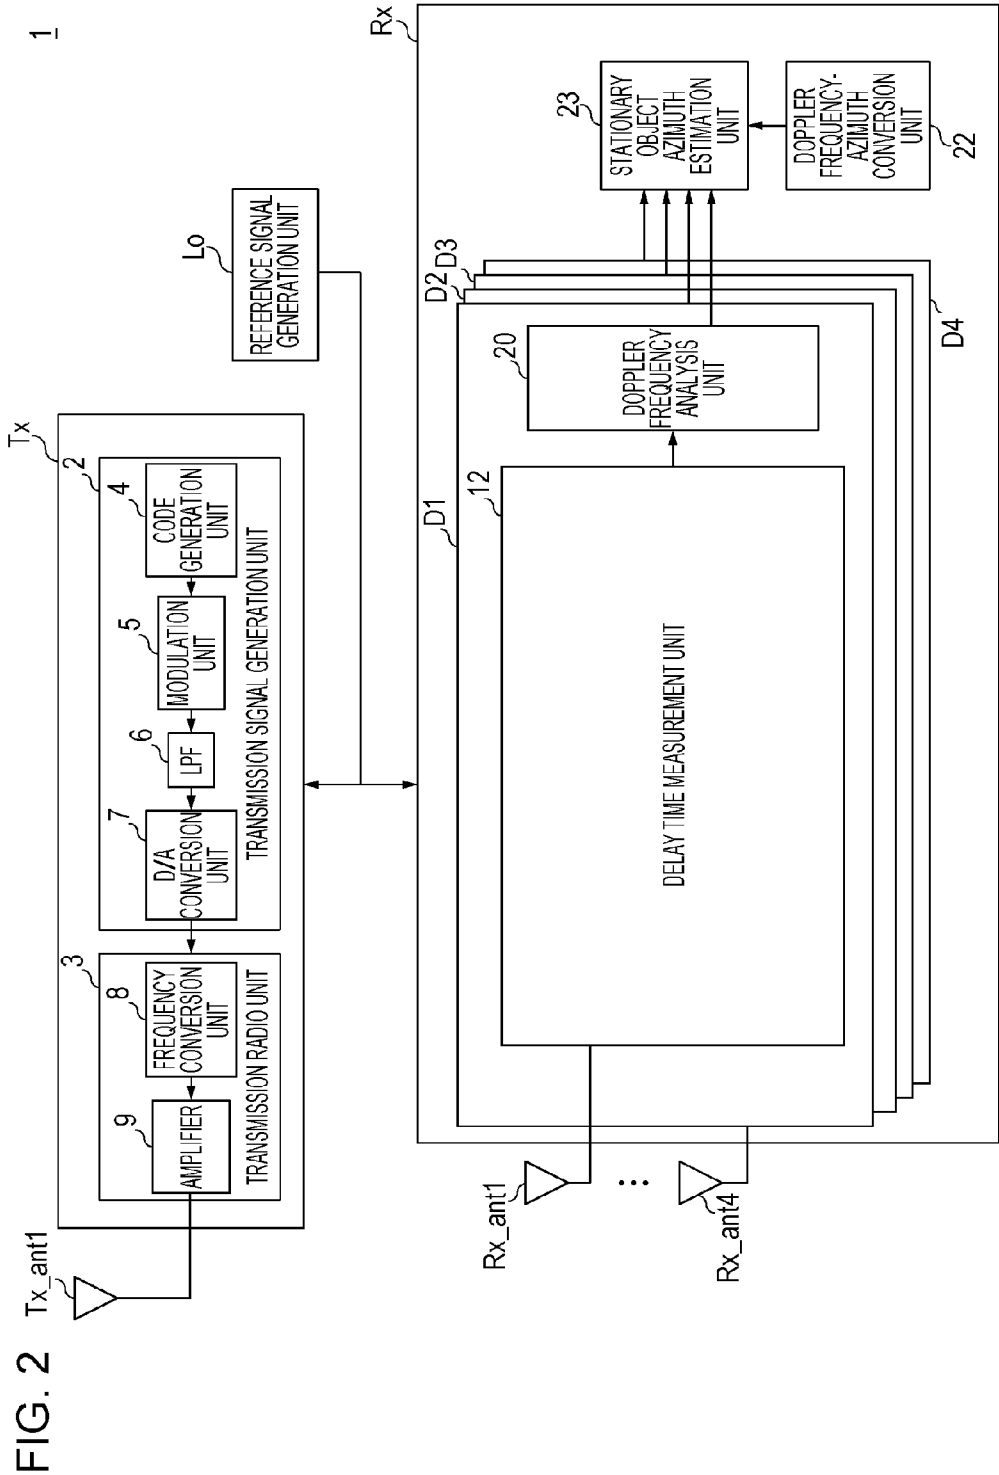 FIG. 2
1
Tx_ant1
Tx
3
9
AMPLIFIER
8
FREQUENCY
CONVERSION
UNIT
TRANSMISSION RADIO UNIT
2
7
D/A
CONVERSION
UNIT
6
LPF
5
MODULATION
UNIT
4
CODE
GENERATION
UNIT
TRANSMISSION SIGNAL GENERATION UNIT
Lo
REFERENCE SIGNAL
GENERATION UNIT
Rx
Rx_ant1
...
Rx_ant4
D1
D2
D3
D4
12
DELAY TIME MEASUREMENT UNIT
20
DOPPLER
FREQUENCY
ANALYSIS
UNIT
23
STATIONARY
OBJECT
AZIMUTH
ESTIMATION
UNIT
DOPPLER
FREQUENCY-
AZIMUTH
CONVERSION
UNIT
22